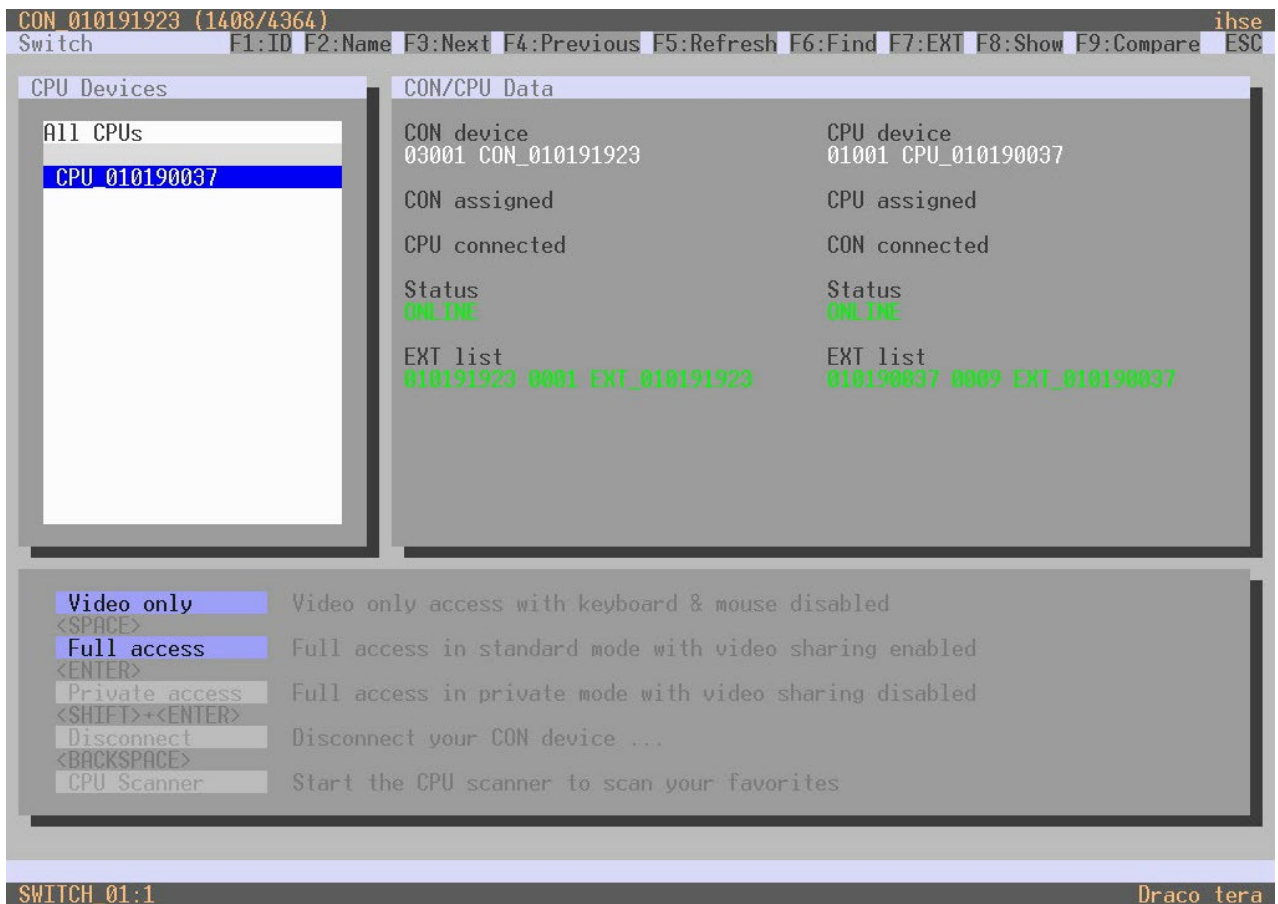 CON_010191923 (1408/4364) ihse
Switch F1:ID F2:Name F3:Next F4:Previous F5:Refresh F6:Find F7:EXT F8:Show F9:Compare ESC
CPU Devices
All CPUs
CPU_010190037
CON/CPU Data
CON device CPU device
03001 CON_010191923 01001 CPU_010190037
CON assigned CPU assigned
CPU connected CON connected
Status Status
ONLINE ONLINE
EXT list EXT list
010191923 0001 EXT_010191923 010190037 0009 EXT_010190037
Video only Video only access with keyboard & mouse disabled
<SPACE>
Full access Full access in standard mode with video sharing enabled
<ENTER>
Private access Full access in private mode with video sharing disabled
<SHIFT>+<ENTER>
Disconnect Disconnect your CON device ...
<BACKSPACE>
CPU Scanner Start the CPU scanner to scan your favorites
SWITCH_01:1 Draco tera